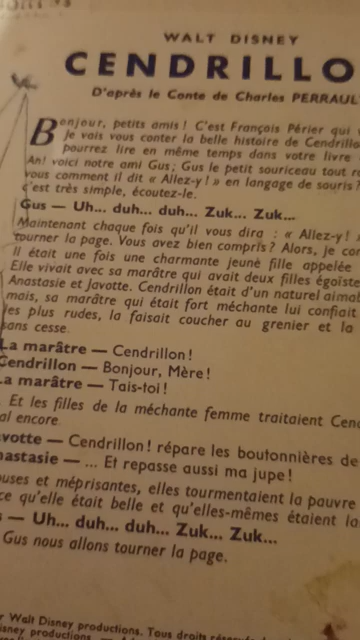 WALT DISNEY
CENDRILLO
D'après le Conte de Charles PERRAUL
Bonjour, petits amis! C'est François Périer qui
Je vais vous conter la belle histoire de Cendrillo
pourrez lire en même temps dans votre livre
Ah! voici notre ami Gus; Gus le petit souriceau tout
vous comment il dit « Allez-y! » en langage de souris?
c'est très simple, écoutez-le.
Gus — Uh... duh... duh... Zuk... Zuk...
Maintenant chaque fois qu'il vous dira : « Allez-y! »
tourner la page. Vous avez bien compris? Alors, je com
Il était une fois une charmante jeune fille appelée
Elle vivait avec sa marâtre qui avait deux filles égoïste
Anastasie et Javotte. Cendrillon était d'un naturel aimab
mais, sa marâtre qui était fort méchante lui confiait
les plus rudes, la faisait coucher au grenier et la
sans cesse
La marâtre — Cendrillon!
Cendrillon — Bonjour, Mère!
La marâtre — Tais-toi!
Et les filles de la méchante femme traitaient Cend
al encore
avotte — Cendrillon! répare les boutonnières de
nastasie — ... Et repasse aussi ma jupe!
ouses et méprisantes, elles tourmentaient la pauvre
ce qu'elle était belle et qu'elles-mêmes étaient la
s — Uh... duh... duh... Zuk... Zuk...
Gus nous allons tourner la page.
r Walt Disney productions. Tous droits
isney productions.